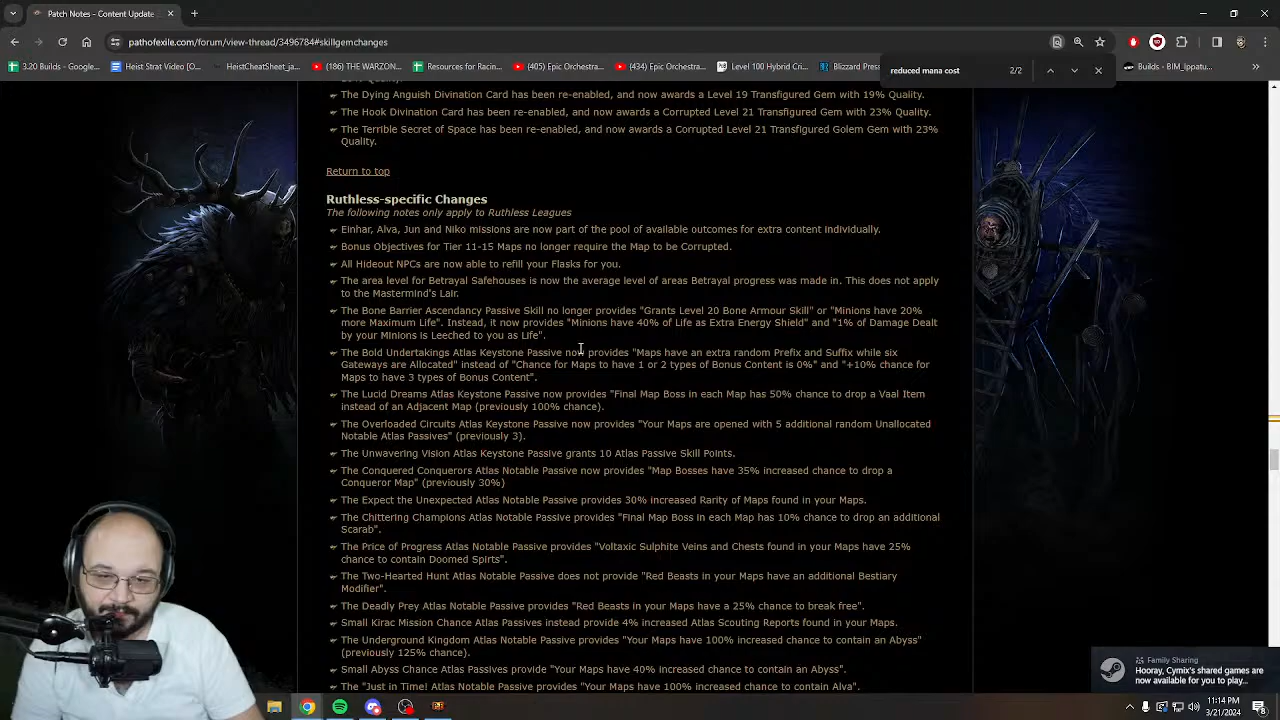 Path of Exile
pathofexile.com/forum/view-thread/3496784#skillgemchanges
3.20 Builds - Google...
Heist Strat Video [...
HeistCheatSheet_ja...
(186) THE WARZON...
Resources for Racin...
(405) Epic Orchestra...
(434) Epic Orchestra...
Level 100 Hybrid Cri...
Blizzard Pres
Builds - BIM_Ippatu...
reduced mana cost
2/2
The Dying Anguish Divination Card has been re-enabled, and now awards a Level 19 Transfigured Gem with 19% Quality.
The Hook Divination Card has been re-enabled, and now awards a Corrupted Level 21 Transfigured Gem with 23% Quality.
The Terrible Secret of Space has been re-enabled, and now awards a Corrupted Level 21 Transfigured Golem Gem with 23%
Quality.
Return to top
Ruthless-specific Changes
The following notes only apply to Ruthless Leagues
Einhar, Alva, Jun and Niko missions are now part of the pool of available outcomes for extra content individually.
Bonus Objectives for Tier 11-15 Maps no longer require the Map to be Corrupted.
All Hideout NPCs are now able to refill your Flasks for you.
The area level for Betrayal Safehouses is now the average level of areas Betrayal progress was made in. This does not apply
to the Mastermind's Lair.
The Bone Barrier Ascendancy Passive Skill no longer provides "Grants Level 20 Bone Armour Skill" or "Minions have 20%
more Maximum Life". Instead, it now provides "Minions have 40% of Life as Extra Energy Shield" and "1% of Damage Dealt
by your Minions is Leeched to you as Life".
The Bold Undertakings Atlas Keystone Passive now provides "Maps have an extra random Prefix and Suffix while six
Gateways are Allocated" instead of "Chance for Maps to have 1 or 2 types of Bonus Content is 0%" and "+10% chance for
Maps to have 3 types of Bonus Content".
The Lucid Dreams Atlas Keystone Passive now provides "Final Map Boss in each Map has 50% chance to drop a Vaal Item
instead of an Adjacent Map (previously 100% chance).
The Overloaded Circuits Atlas Keystone Passive now provides "Your Maps are opened with 5 additional random Unallocated
Notable Atlas Passives" (previously 3).
The Unwavering Vision Atlas Keystone Passive grants 10 Atlas Passive Skill Points.
The Conquered Conquerors Atlas Notable Passive now provides "Map Bosses have 35% increased chance to drop a
Conqueror Map" (previously 30%)
The Expect the Unexpected Atlas Notable Passive provides 30% increased Rarity of Maps found in your Maps.
The Chittering Champions Atlas Notable Passive provides "Final Map Boss in each Map has 10% chance to drop an additional
Scarab".
The Price of Progress Atlas Notable Passive provides "Voltaxic Sulphite Veins and Chests found in your Maps have 25%
chance to contain Doomed Spirts".
The Two-Hearted Hunt Atlas Notable Passive does not provide "Red Beasts in your Maps have an additional Bestiary
Modifier".
The Deadly Prey Atlas Notable Passive provides "Red Beasts in your Maps have a 25% chance to break free".
Small Kirac Mission Chance Atlas Passives instead provide 4% increased Atlas Scouting Reports found in your Maps.
The Underground Kingdom Atlas Notable Passive provides "Your Maps have 100% increased chance to contain an Abyss"
(previously 125% chance).
Small Abyss Chance Atlas Passives provide "Your Maps have 40% increased chance to contain an Abyss".
The "Just in Time! Atlas Notable Passive provides "Your Maps have 100% increased chance to contain Alva".
Family Sharing
Hooray, Cymex's shared games are
now available for you to play...
11:14 PM
3/21/2024